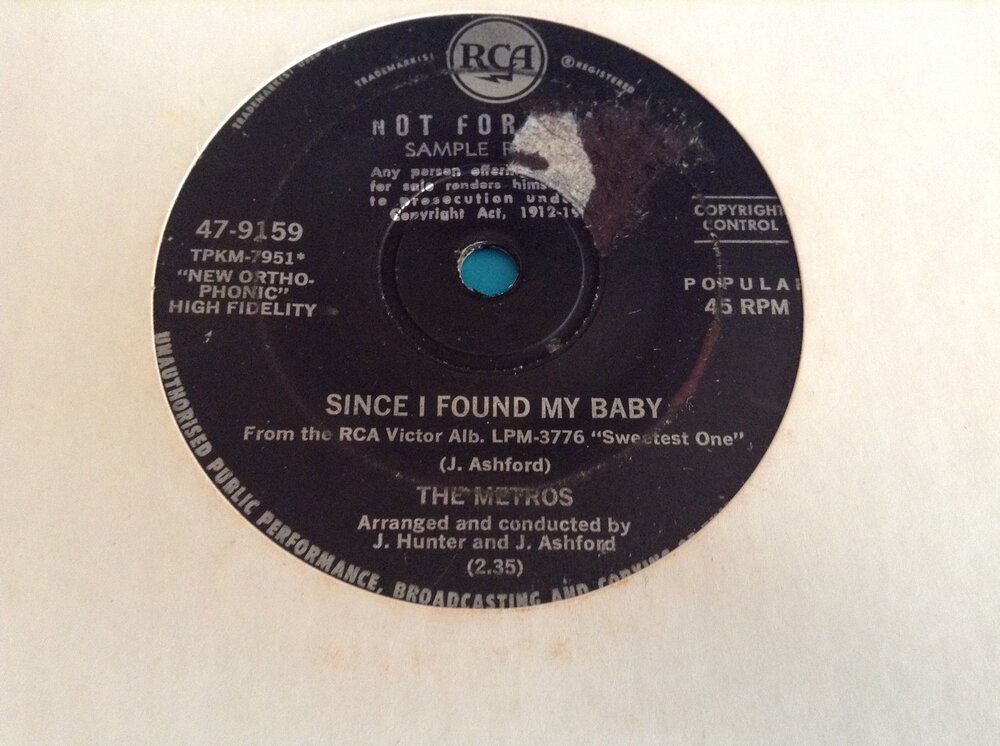 TRADEMARK(S)
TRADEMARK(S)
RCA
® REGISTERED
NOT FOR
SAMPLE
Any person
for sale renders
to prosecution
Copyright Act, 1912-19
47-9159
TPKM-7951*
"NEW ORTHO-
PHONIC"
HIGH FIDELITY
COPYRIGHT
CONTROL
POPULAR
45 RPM
SINCE I FOUND MY BABY
From the RCA Victor Alb. LPM-3776 "Sweetest One"
(J. Ashford)
THE METROS
Arranged and conducted by
J. Hunter and J. Ashford
(2.35)
UNAUTHORISED PUBLIC PERFORMANCE, BROADCASTING AND COPYING